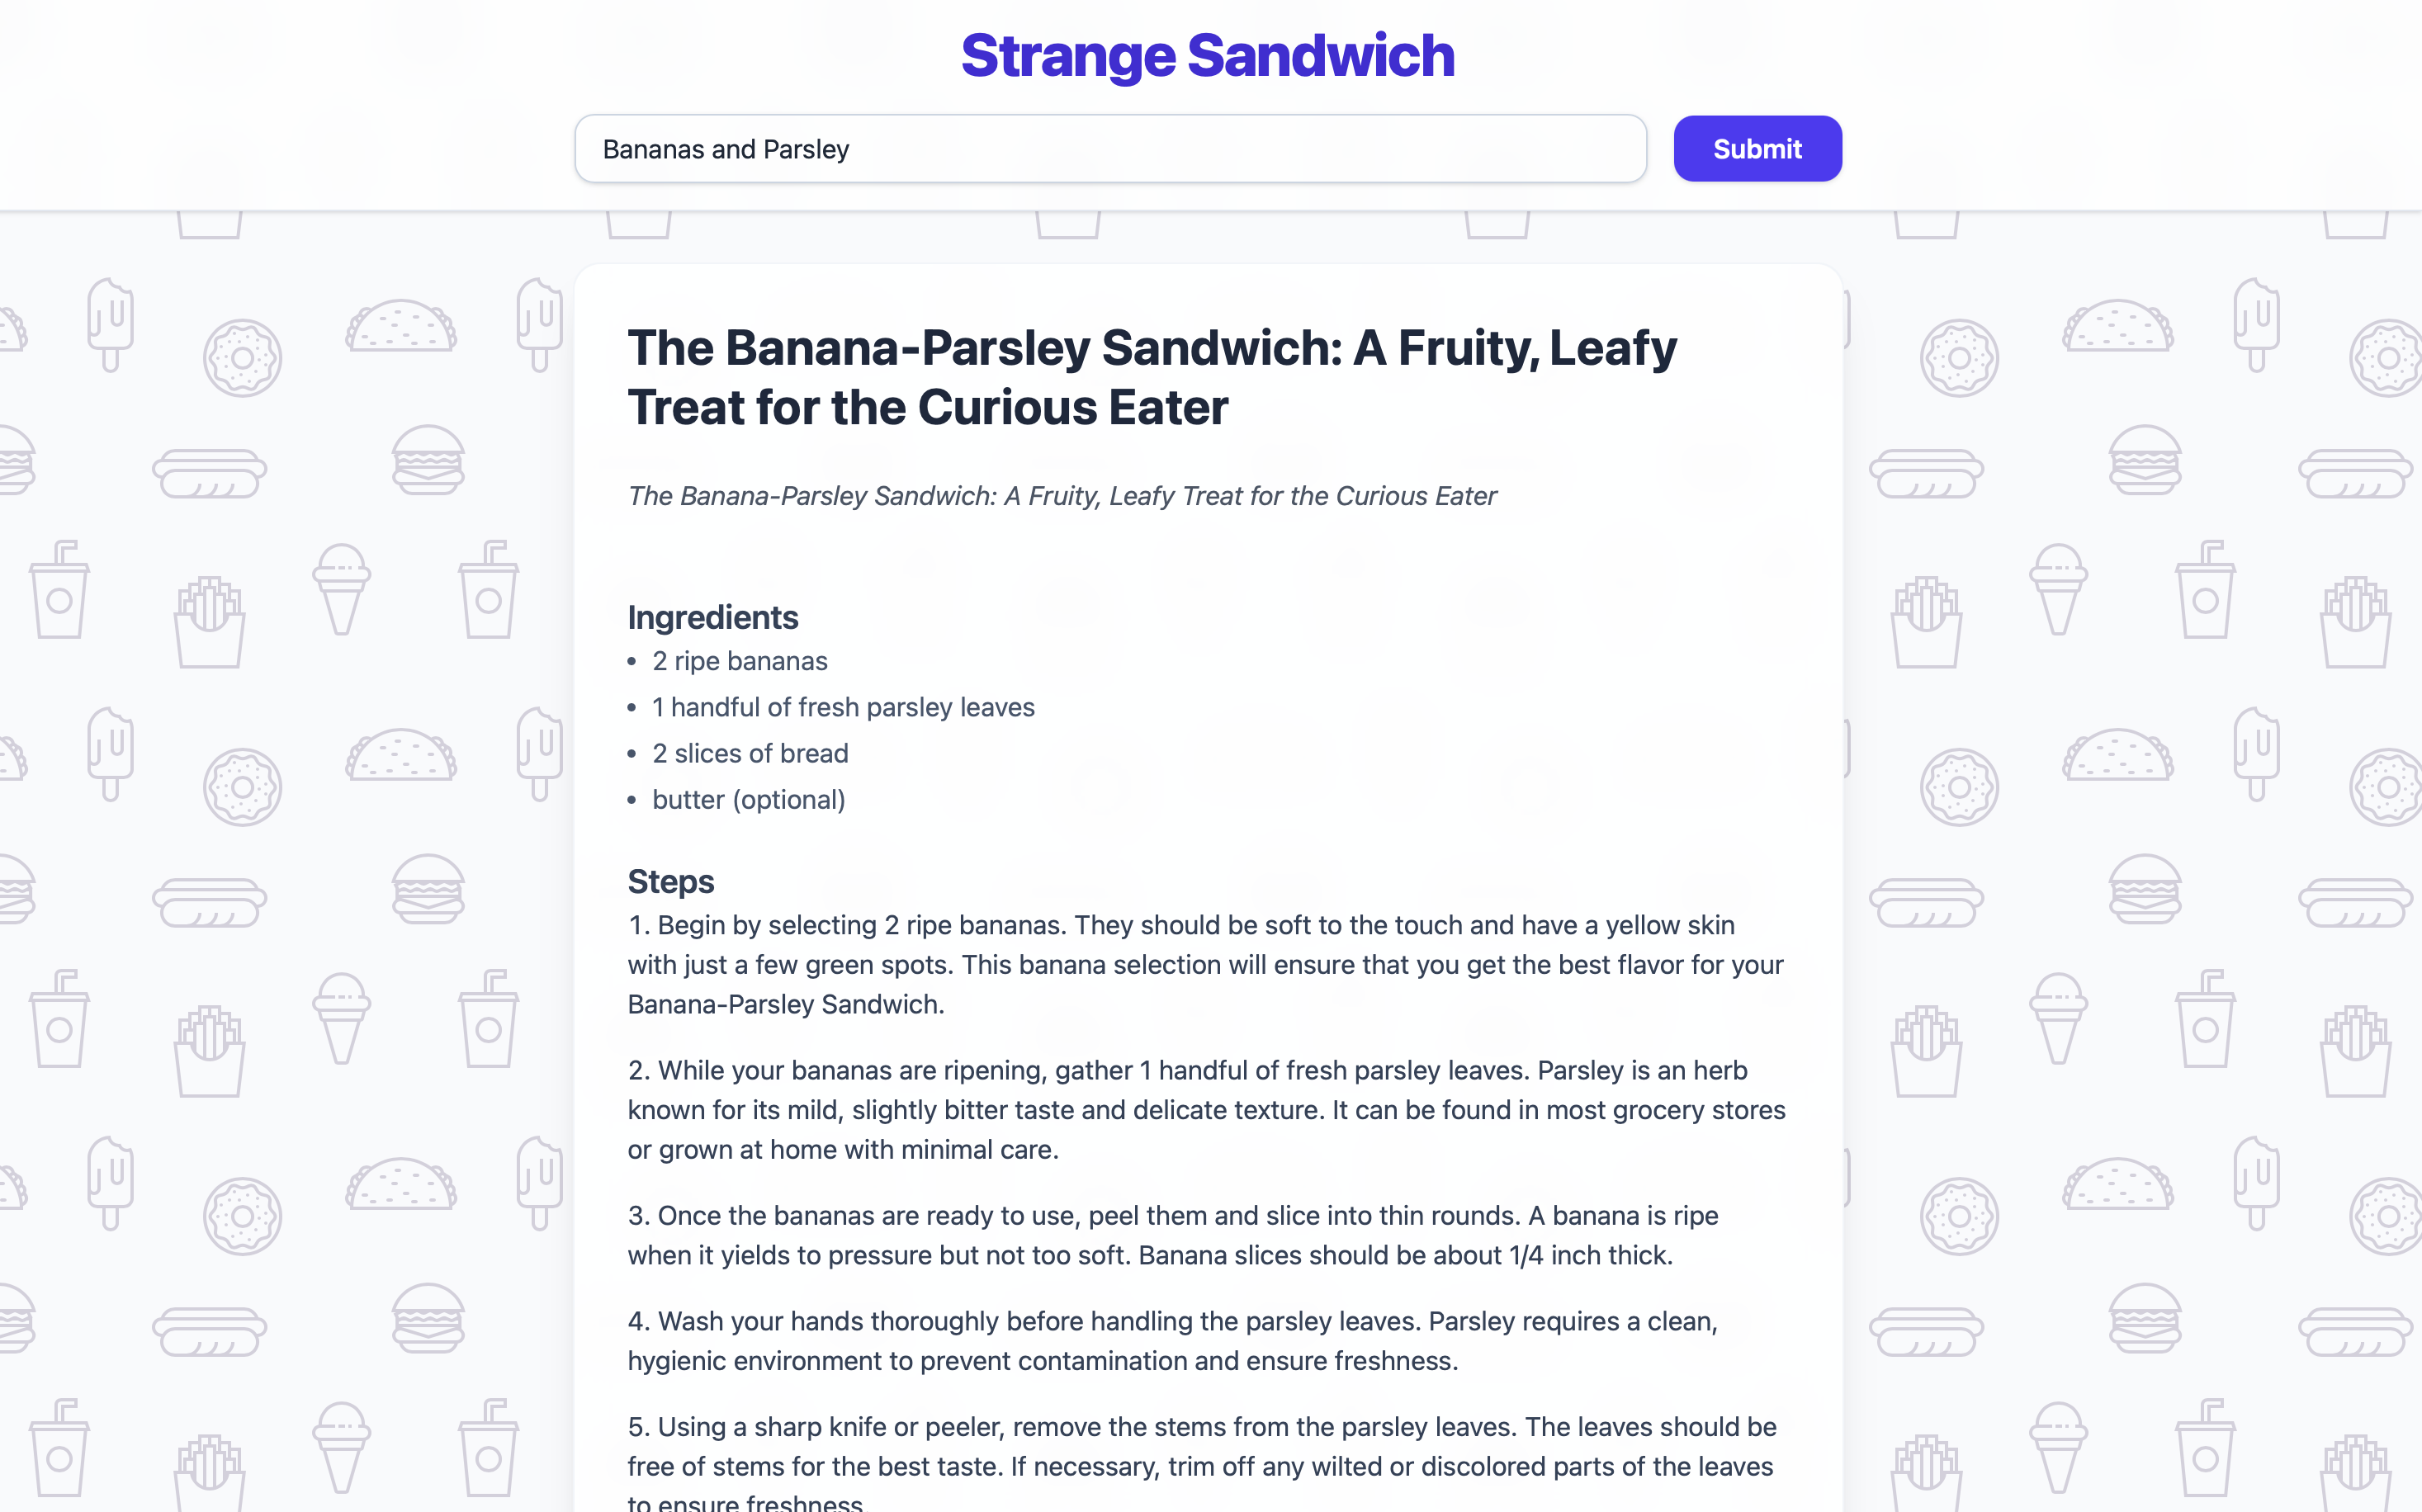 Strange Sandwich
Bananas and Parsley
Submit
The Banana-Parsley Sandwich: A Fruity, Leafy
Treat for the Curious Eater
The Banana-Parsley Sandwich: A Fruity, Leafy Treat for the Curious Eater
Ingredients
• 2 ripe bananas
• 1 handful of fresh parsley leaves
• 2 slices of bread
• butter (optional)
Steps
1. Begin by selecting 2 ripe bananas. They should be soft to the touch and have a yellow skin
with just a few green spots. This banana selection will ensure that you get the best flavor for your
Banana-Parsley Sandwich.
2. While your bananas are ripening, gather 1 handful of fresh parsley leaves. Parsley is an herb
known for its mild, slightly bitter taste and delicate texture. It can be found in most grocery stores
or grown at home with minimal care.
3. Once the bananas are ready to use, peel them and slice into thin rounds. A banana is ripe
when it yields to pressure but not too soft. Banana slices should be about 1/4 inch thick.
4. Wash your hands thoroughly before handling the parsley leaves. Parsley requires a clean,
hygienic environment to prevent contamination and ensure freshness.
5. Using a sharp knife or peeler, remove the stems from the parsley leaves. The leaves should be
free of stems for the best taste. If necessary, trim off any wilted or discolored parts of the leaves
to ensure freshness.